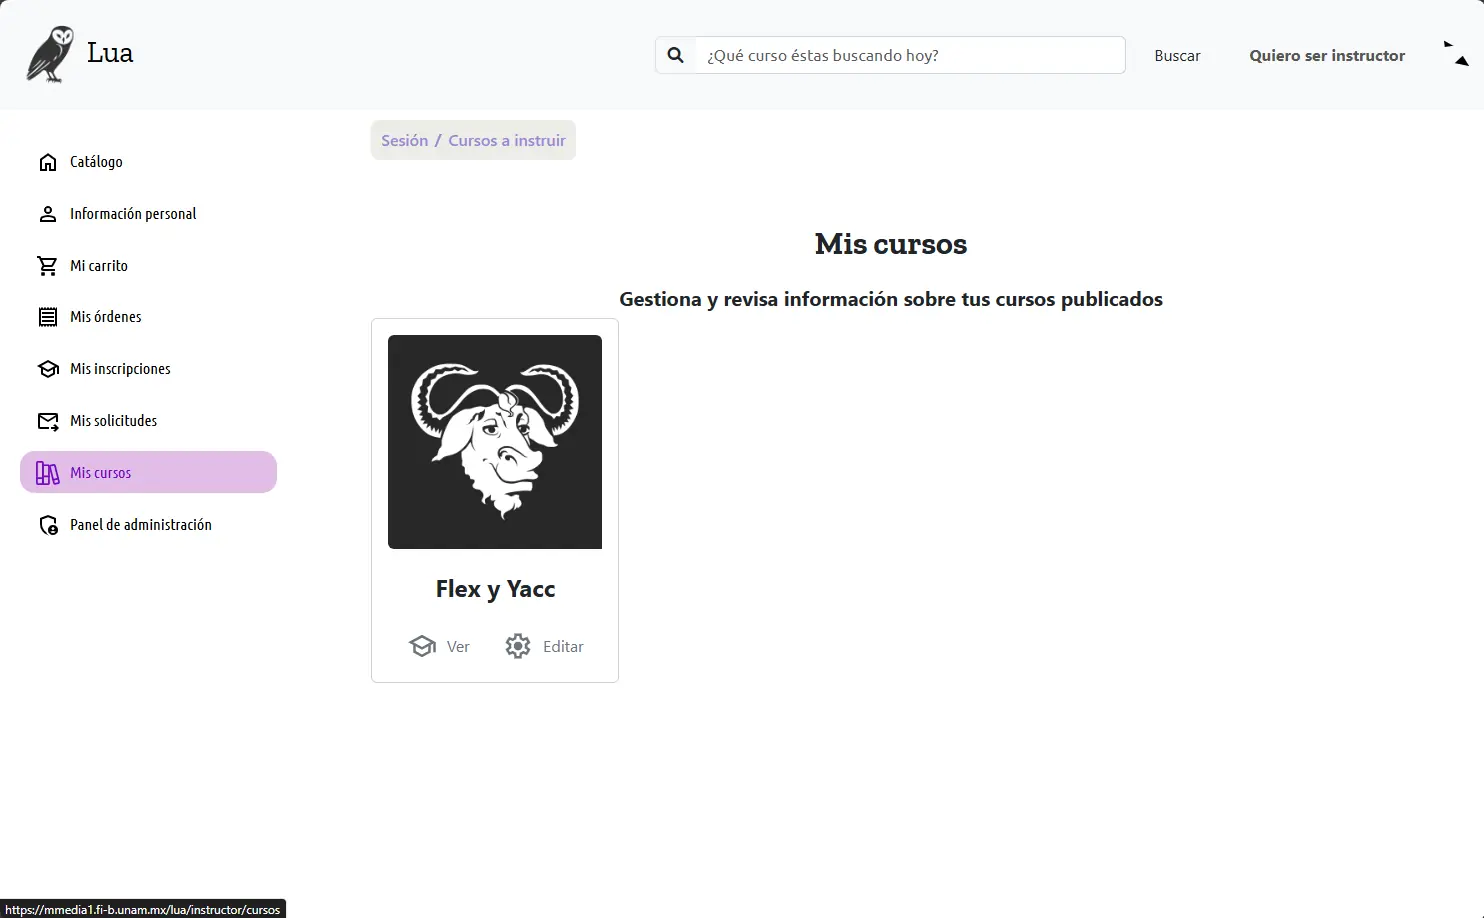 Lua
¿Qué curso éstas buscando hoy?
Buscar
Quiero ser instructor
Sesión / Cursos a instruir
Catálogo
Información personal
Mi carrito
Mis órdenes
Mis inscripciones
Mis solicitudes
Mis cursos
Panel de administración
Mis cursos
Gestiona y revisa información sobre tus cursos publicados
Flex y Yacc
Ver
Editar
https://mmedia1.fi-b.unam.mx/lua/instructor/cursos